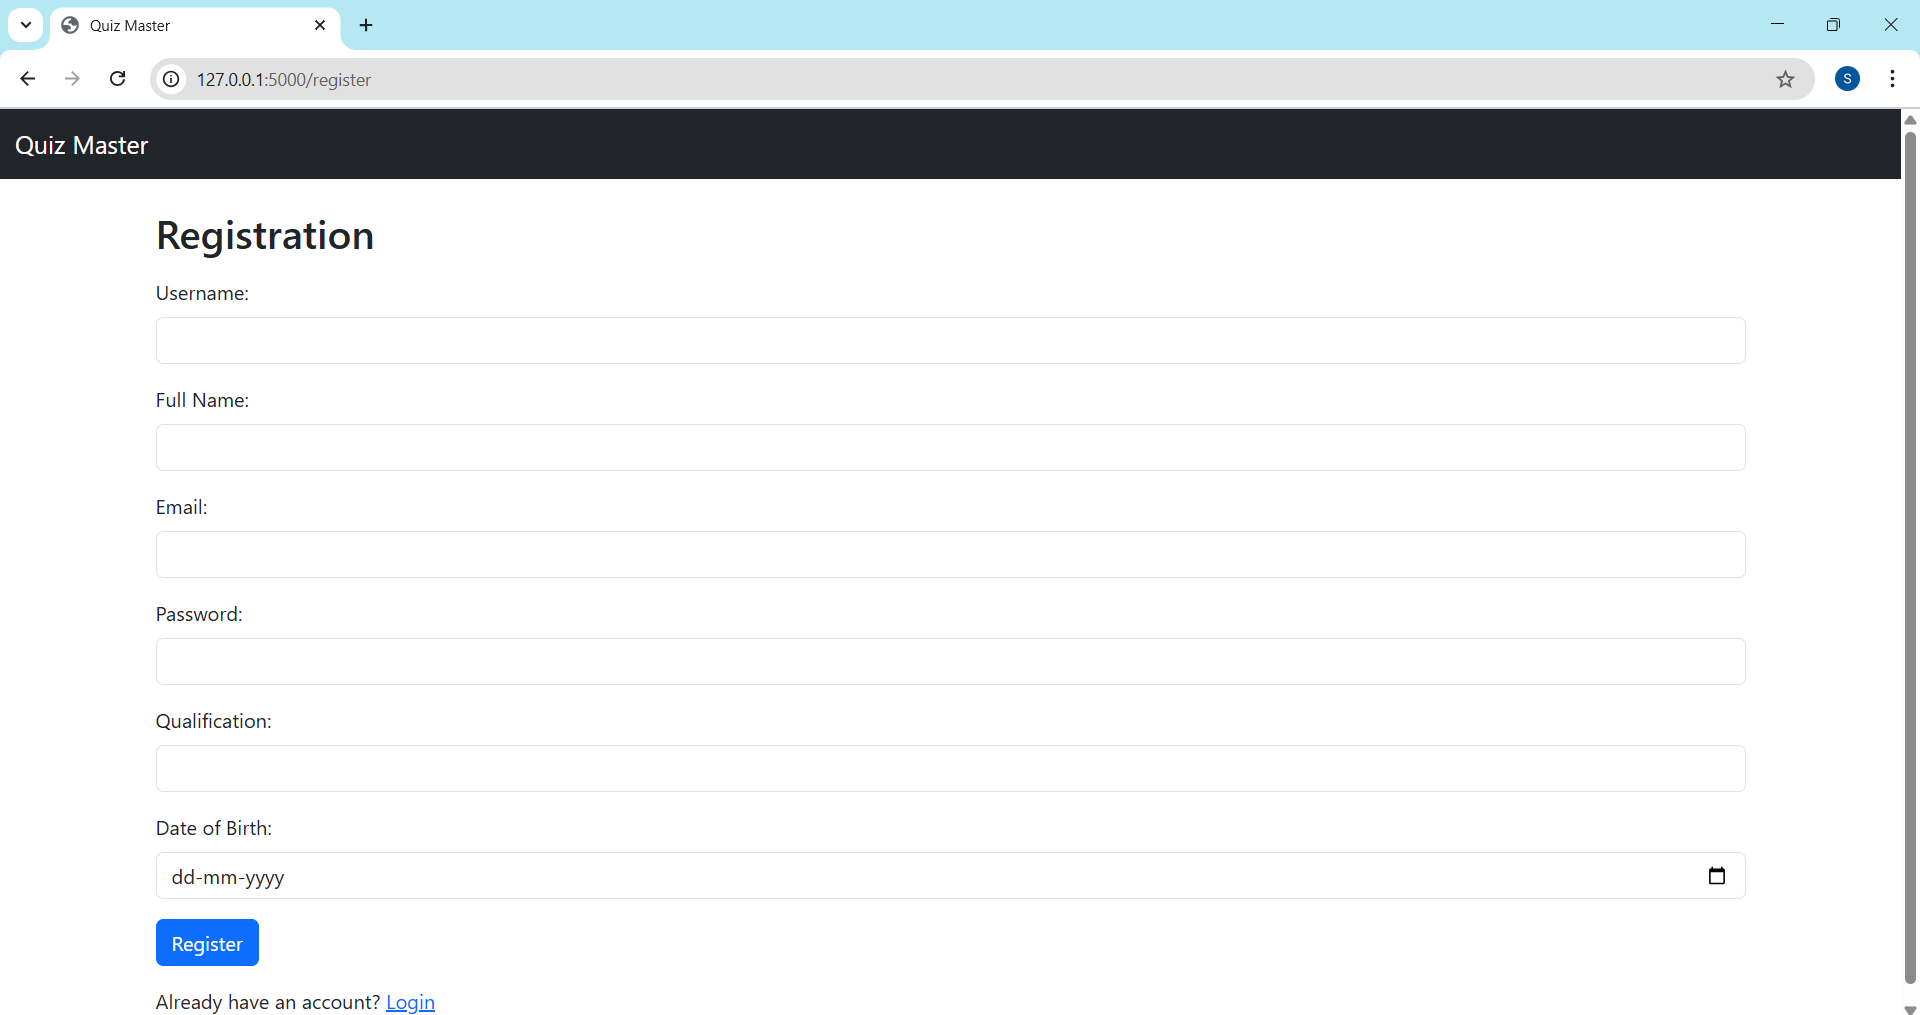 Quiz Master
127.0.0.1:5000/register
S
Quiz Master
Registration
Username:
Full Name:
Email:
Password:
Qualification:
Date of Birth:
dd-mm-yyyy
Register
Already have an account? Login